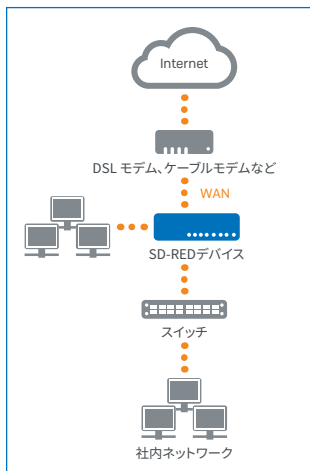 Internet
DSL モデム、ケーブルモデムなど
WAN
SD-REDデバイス
スイッチ
社内ネットワーク